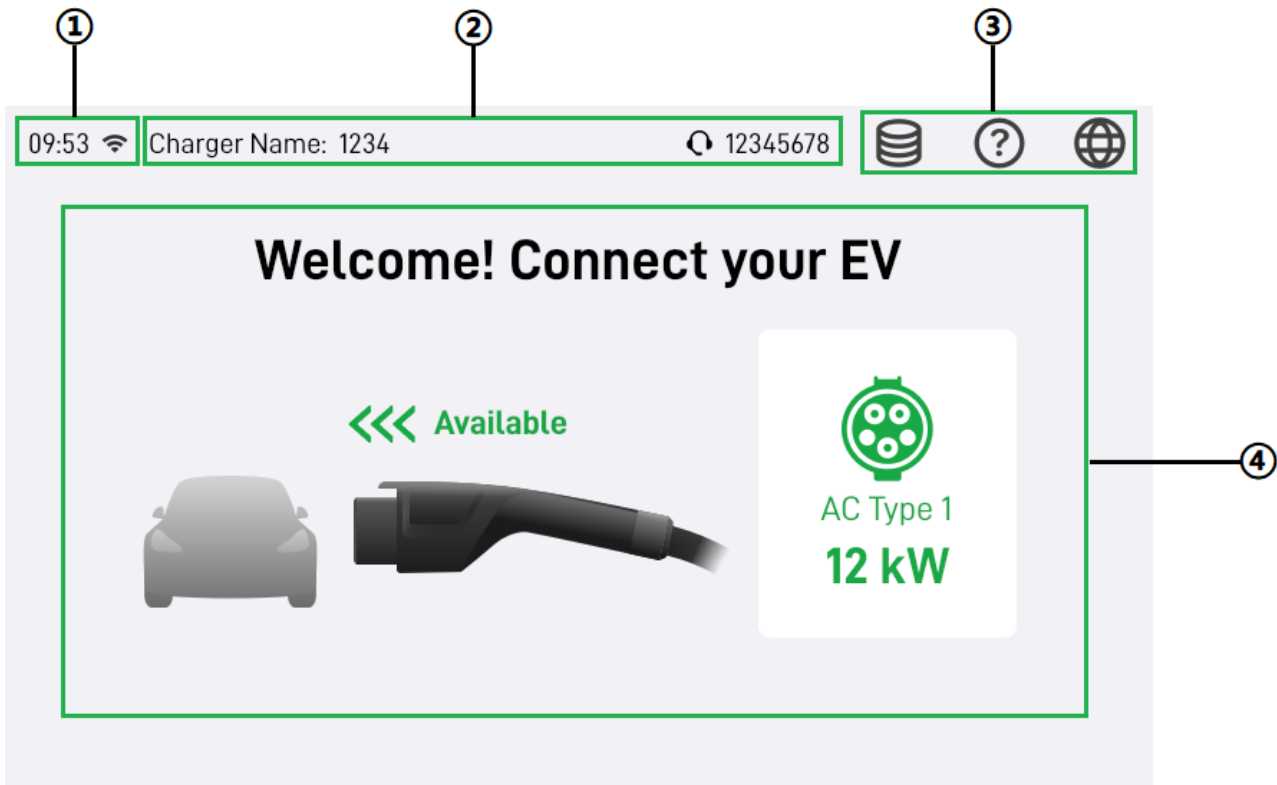 ① ② ③
09:53 Charger Name: 1234 12345678 ?
Welcome! Connect your EV
Available
④
AC Type 1
12 kW